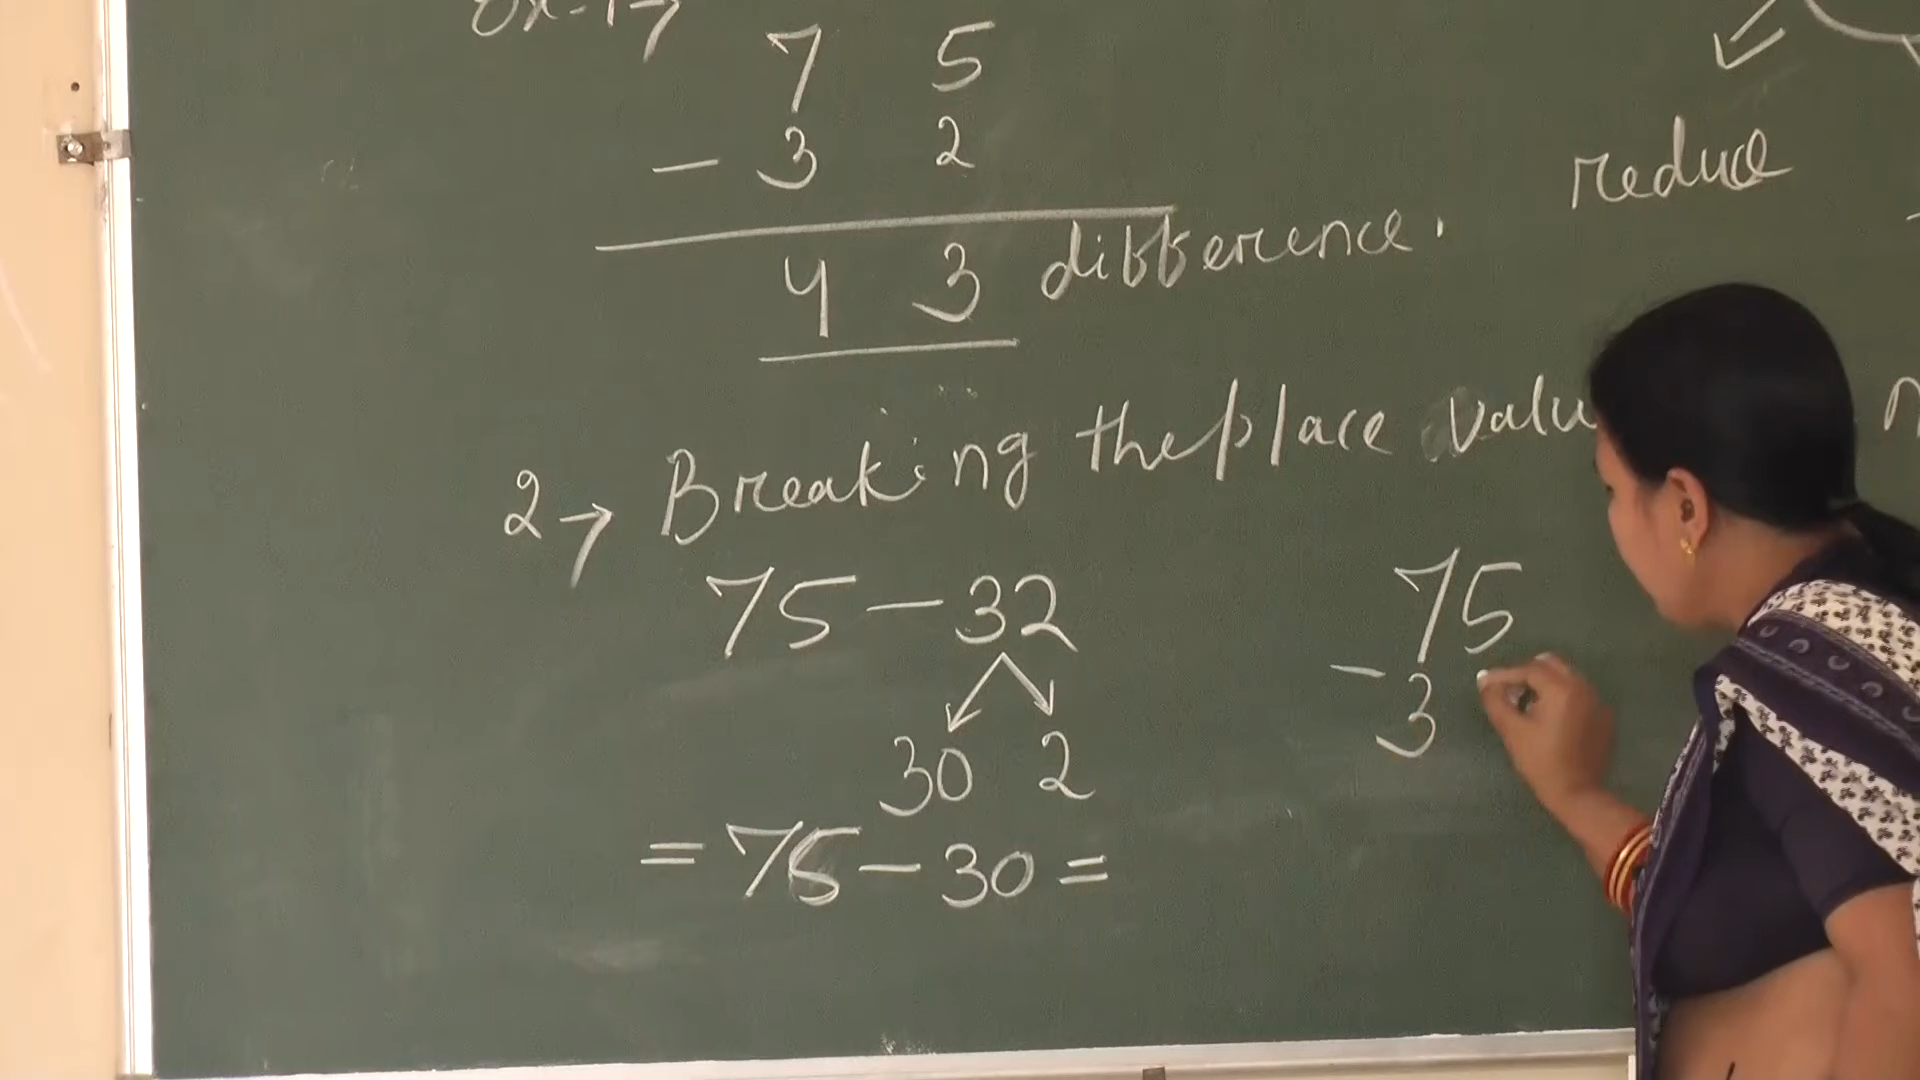 7 5
- 3 2
4 3 difference.
reduce
2 → Breaking the place valu
75 - 32
30 2
= 75 - 30 =
75
- 3